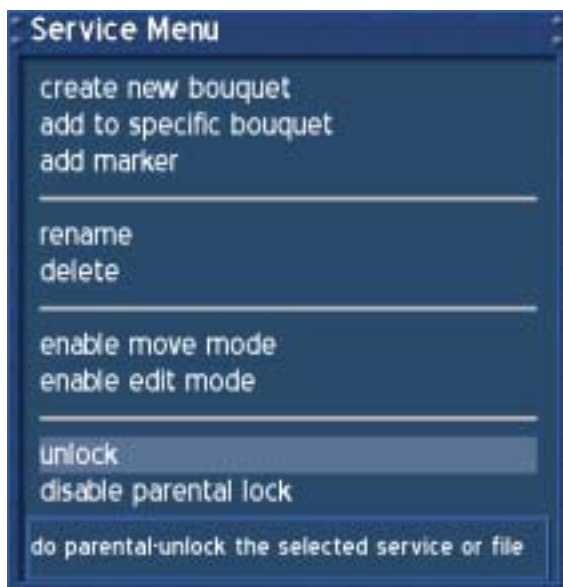 Service Menu
create new bouquet
add to specific bouquet
add marker
rename
delete
enable move mode
enable edit mode
unlock
disable parental lock
do parental-unlock the selected service or file